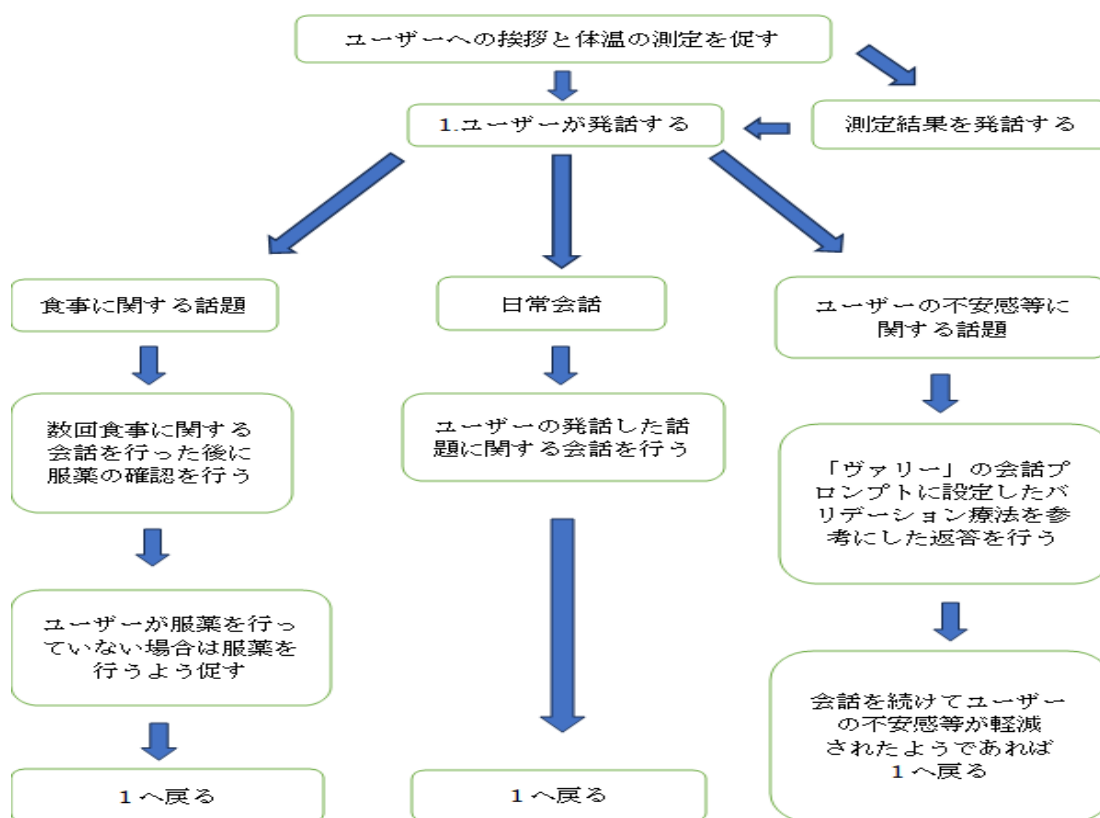 ユーザーへの挨拶と体温の測定を促す
1.ユーザーが発話する
測定結果を発話する
食事に関する話題
日常会話
ユーザーの不安感等に
関する話題
数回食事に関する
会話を行った後に
服薬の確認を行う
ユーザーの発話した話
題に関する会話を行う
「ヴァリー」の会話プ
ロンプトに設定したバ
リデーション療法を参
考にした返答を行う
ユーザーが服薬を行っ
ていない場合は服薬を
行うよう促す
会話を続けてユーザー
の不安感等が軽減
されたようであれば
1へ戻る
1へ戻る
1へ戻る